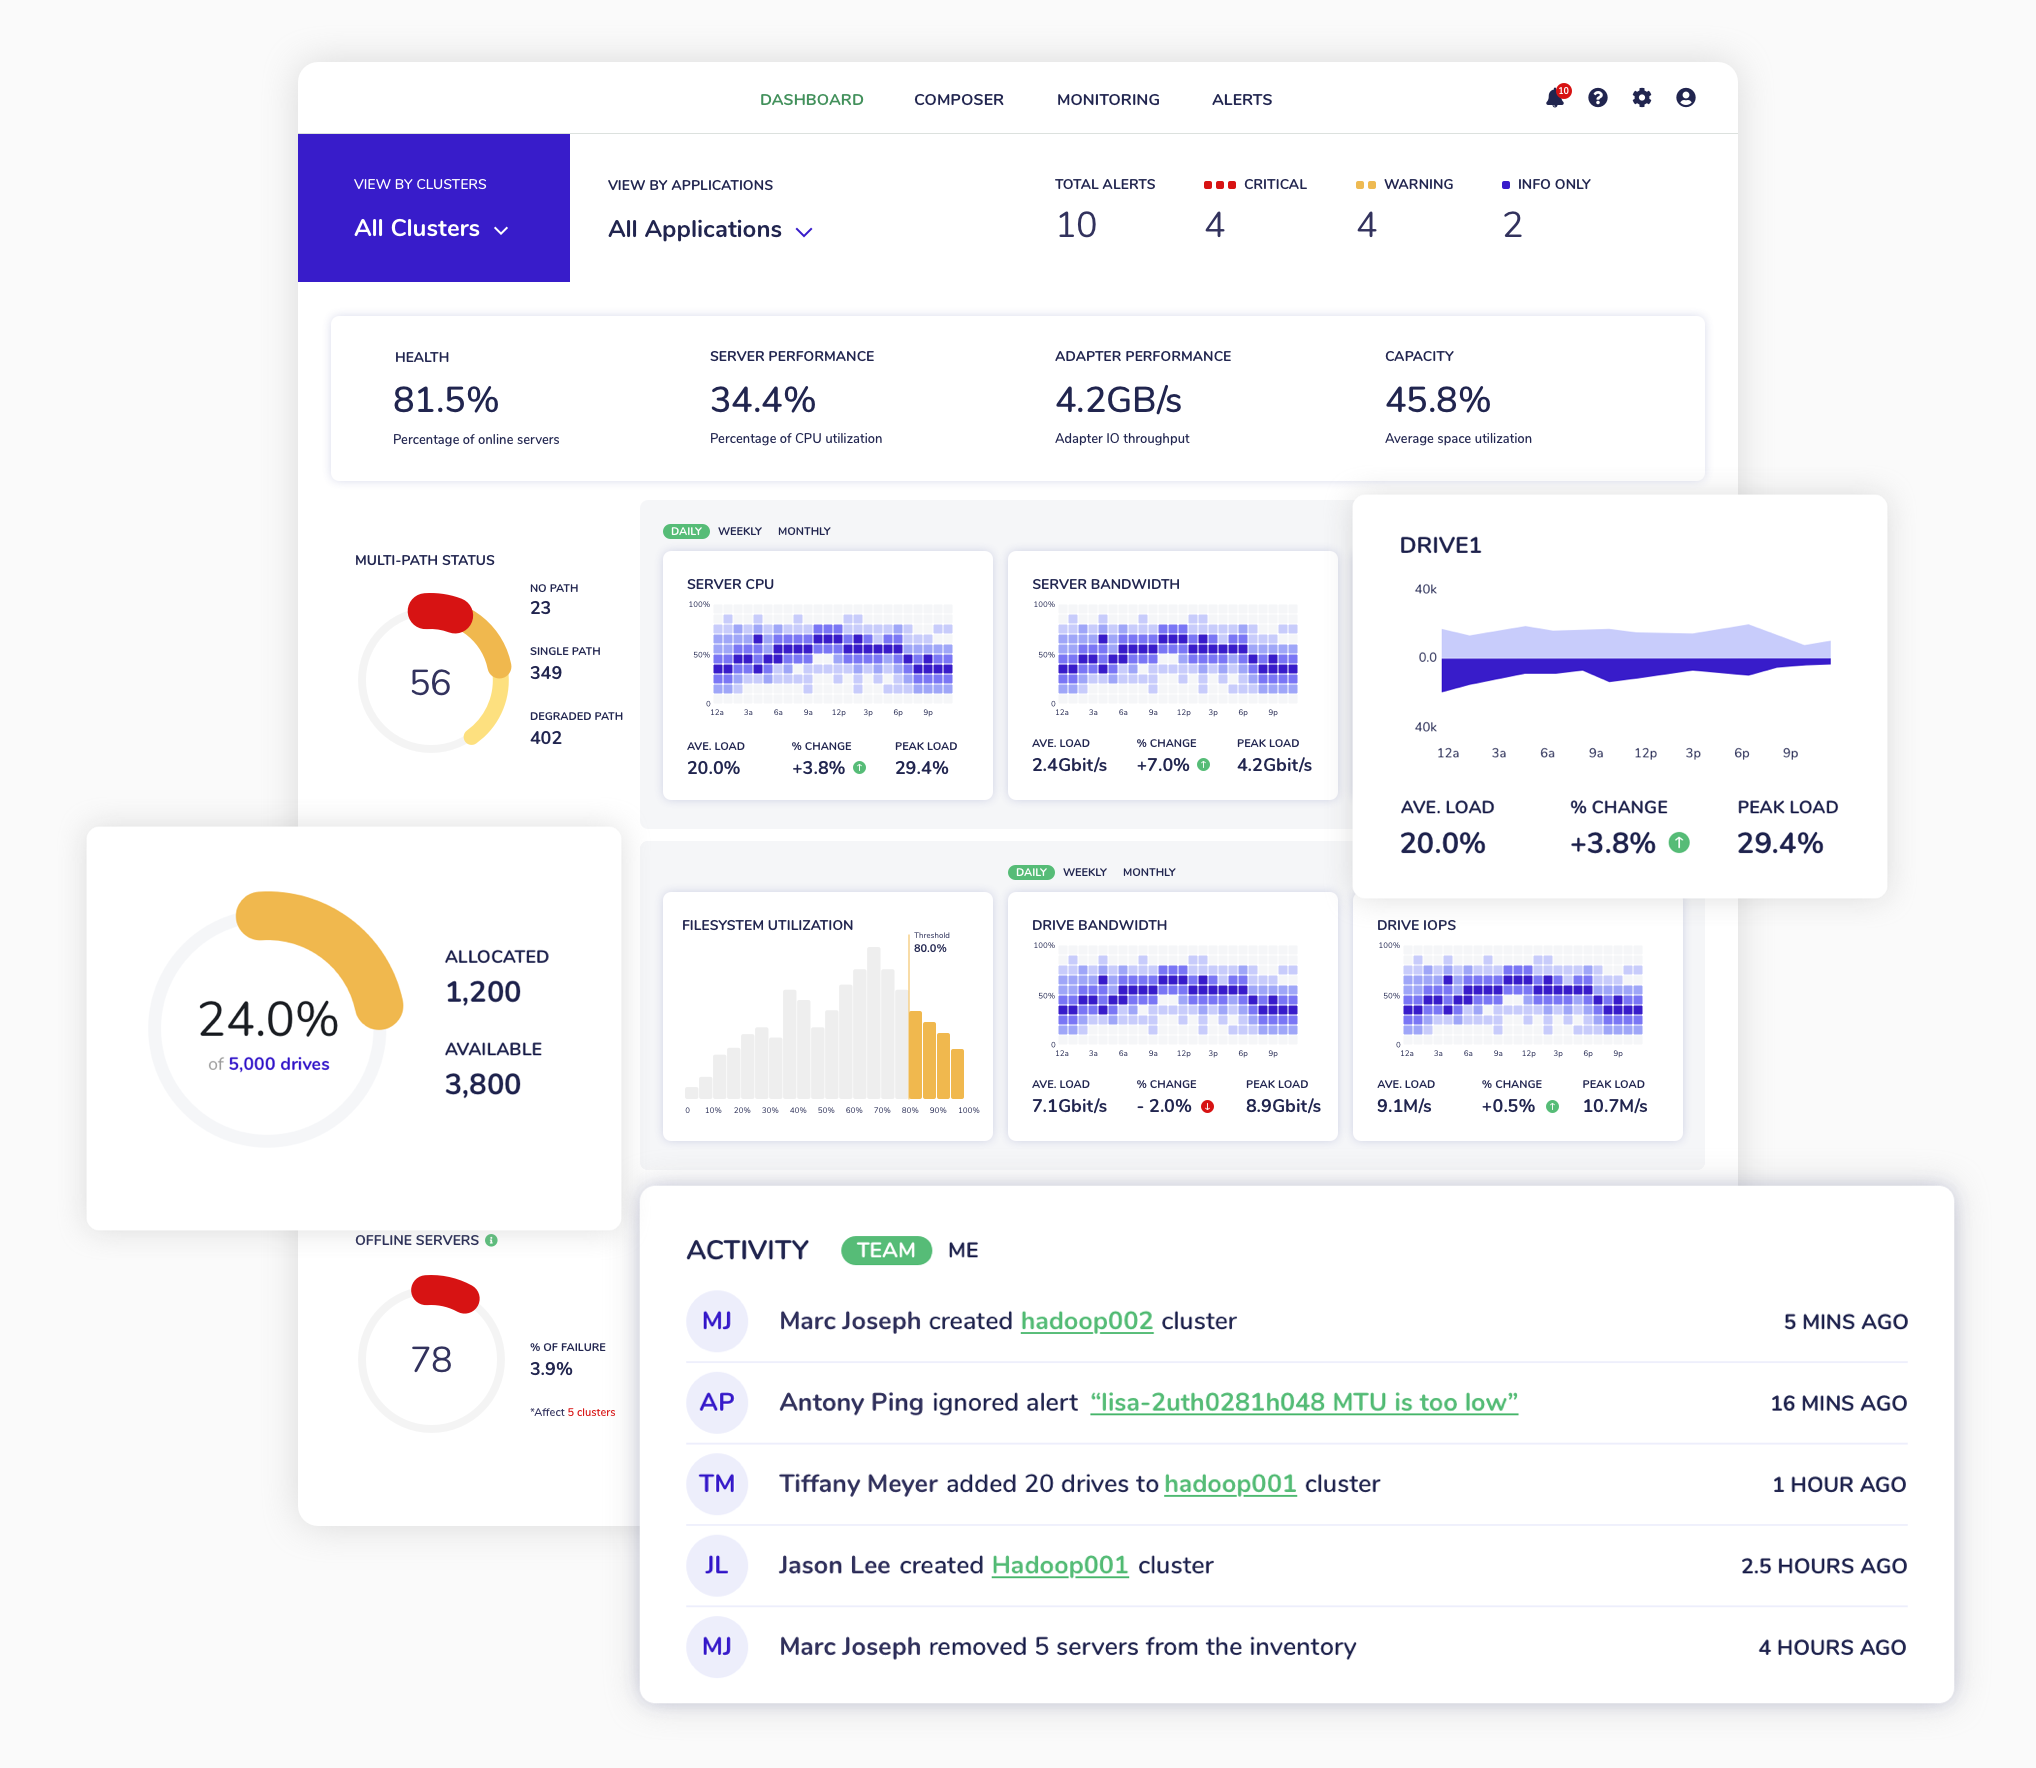 DASHBOARD COMPOSER MONITORING ALERTS 10
VIEW BY CLUSTERS
All Clusters
VIEW BY APPLICATIONS
All Applications
TOTAL ALERTS CRITICAL WARNING INFO ONLY
10 4 4 2
HEALTH SERVER PERFORMANCE ADAPTER PERFORMANCE CAPACITY
81.5% 34.4% 4.2GB/s 45.8%
Percentage of online servers Percentage of CPU utilization Adapter IO throughput Average space utilization
MULTI-PATH STATUS
56
NO PATH
23
SINGLE PATH
349
DEGRADED PATH
402
DAILY WEEKLY MONTHLY
SERVER CPU
100%
50%
0
12a 3a 6a 9a 12p 3p 6p 9p
AVE. LOAD % CHANGE PEAK LOAD
20.0% +3.8% 29.4%
SERVER BANDWIDTH
100%
50%
0
12a 3a 6a 9a 12p 3p 6p 9p
AVE. LOAD % CHANGE PEAK LOAD
2.4Gbit/s +7.0% 4.2Gbit/s
DRIVE1
40k
0.0
40k
12a 3a 6a 9a 12p 3p 6p 9p
AVE. LOAD % CHANGE PEAK LOAD
20.0% +3.8% 29.4%
24.0%
of 5,000 drives
ALLOCATED
1,200
AVAILABLE
3,800
DAILY WEEKLY MONTHLY
FILESYSTEM UTILIZATION
Threshold
80.0%
0 10% 20% 30% 40% 50% 60% 70% 80% 90% 100%
DRIVE BANDWIDTH
100%
50%
0
12a 3a 6a 9a 12p 3p 6p 9p
AVE. LOAD % CHANGE PEAK LOAD
7.1Gbit/s - 2.0% 8.9Gbit/s
DRIVE IOPS
100%
50%
0
12a 3a 6a 9a 12p 3p 6p 9p
AVE. LOAD % CHANGE PEAK LOAD
9.1M/s +0.5% 10.7M/s
OFFLINE SERVERS
78
% OF FAILURE
3.9%
*Affect 5 clusters
ACTIVITY TEAM ME
MJ Marc Joseph created hadoop002 cluster 5 MINS AGO
AP Antony Ping ignored alert “lisa-2uth0281h048 MTU is too low” 16 MINS AGO
TM Tiffany Meyer added 20 drives to hadoop001 cluster 1 HOUR AGO
JL Jason Lee created Hadoop001 cluster 2.5 HOURS AGO
MJ Marc Joseph removed 5 servers from the inventory 4 HOURS AGO